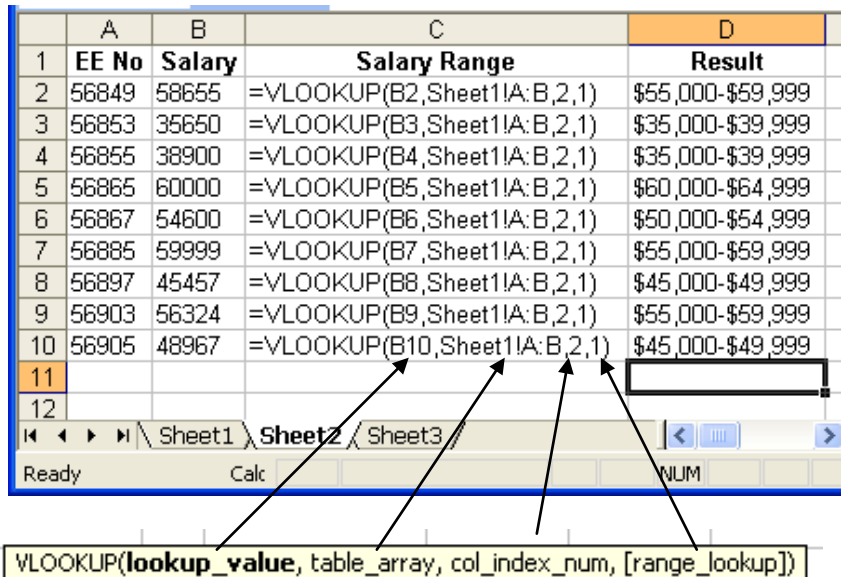 A B C D
1 EE No Salary Salary Range Result
2 56849 58655 =VLOOKUP(B2,Sheet1!A:B,2,1) $55,000-$59,999
3 56853 35650 =VLOOKUP(B3,Sheet1!A:B,2,1) $35,000-$39,999
4 56855 38900 =VLOOKUP(B4,Sheet1!A:B,2,1) $35,000-$39,999
5 56865 60000 =VLOOKUP(B5,Sheet1!A:B,2,1) $60,000-$64,999
6 56867 54600 =VLOOKUP(B6,Sheet1!A:B,2,1) $50,000-$54,999
7 56885 59999 =VLOOKUP(B7,Sheet1!A:B,2,1) $55,000-$59,999
8 56897 45457 =VLOOKUP(B8,Sheet1!A:B,2,1) $45,000-$49,999
9 56903 56324 =VLOOKUP(B9,Sheet1!A:B,2,1) $55,000-$59,999
10 56905 48967 =VLOOKUP(B10,Sheet1!A:B,2,1) $45,000-$49,999
11
12
Sheet1 Sheet2 Sheet3
Ready Calc NUM
VLOOKUP(lookup_value, table_array, col_index_num, [range_lookup])